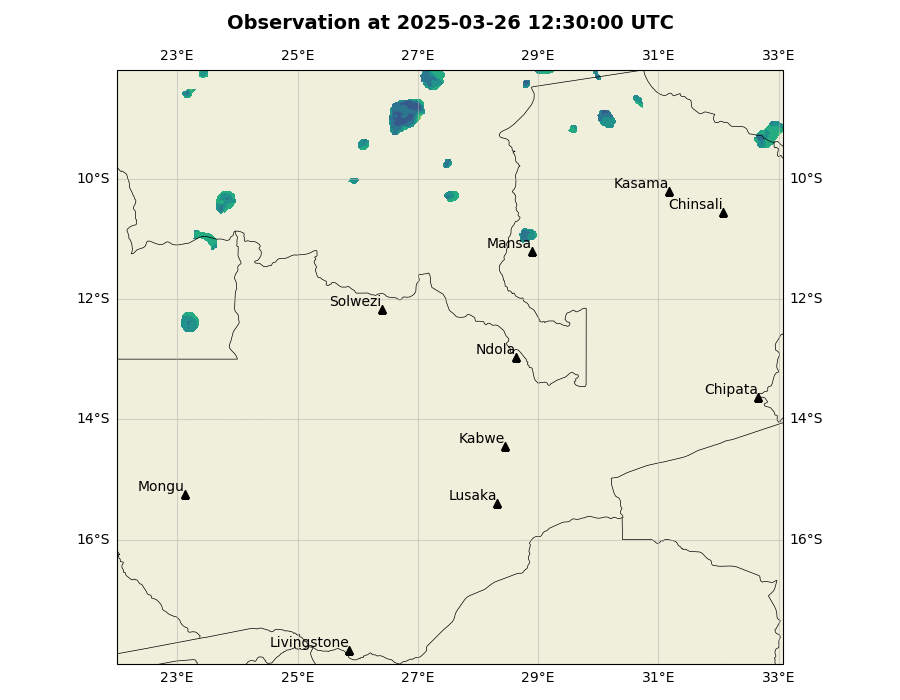 Observation at 2025-03-26 12:30:00 UTC
23°E 25°E 27°E 29°E 31°E 33°E
10°S 10°S
Kasama
Chinsali
Mansa
12°S 12°S
Solwezi
Ndola
Chipata
14°S 14°S
Kabwe
Mongu
Lusaka
16°S 16°S
Livingstone
23°E 25°E 27°E 29°E 31°E 33°E